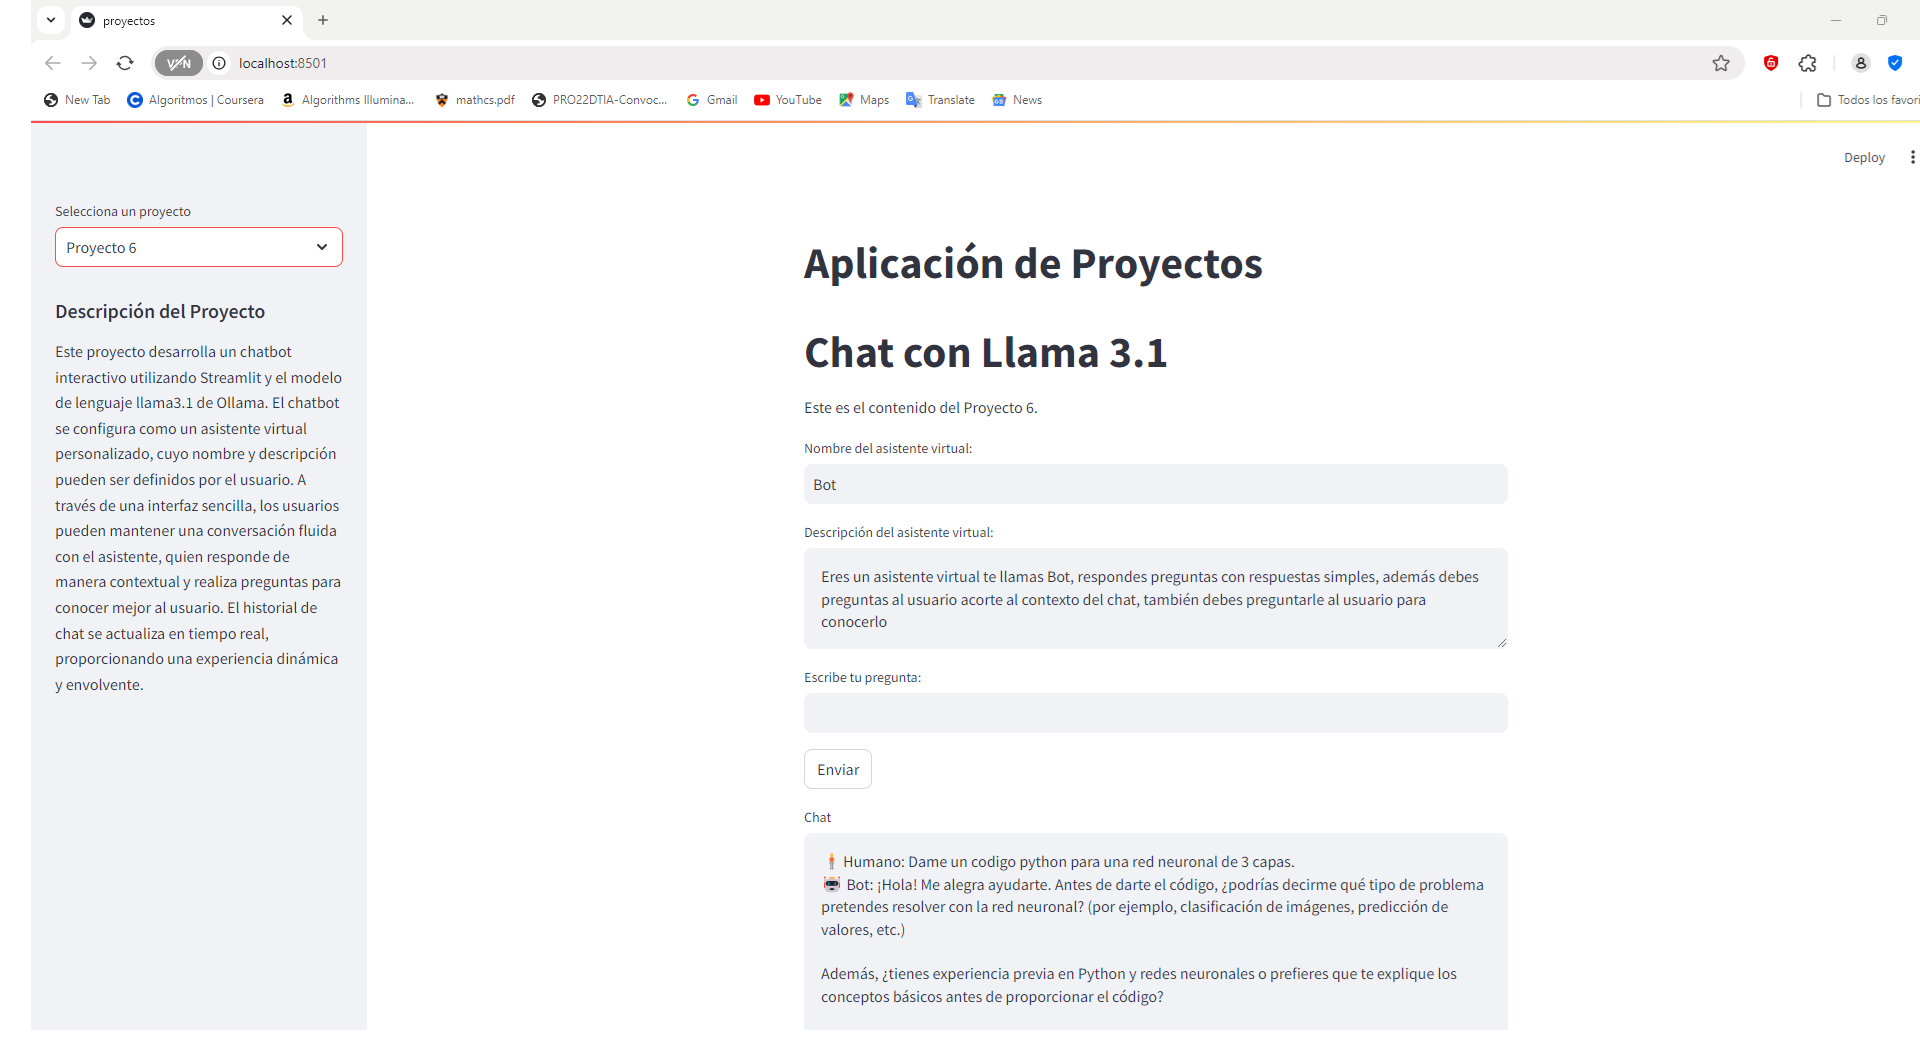 proyectos
VPN
localhost:8501
New Tab
Algoritmos | Coursera
Algorithms Illumina...
mathcs.pdf
PRO22DTIA-Convoc...
Gmail
YouTube
Maps
Translate
News
Todos los favori
Deploy
Selecciona un proyecto
Proyecto 6
Descripción del Proyecto
Este proyecto desarrolla un chatbot
interactivo utilizando Streamlit y el modelo
de lenguaje llama3.1 de Ollama. El chatbot
se configura como un asistente virtual
personalizado, cuyo nombre y descripción
pueden ser definidos por el usuario. A
través de una interfaz sencilla, los usuarios
pueden mantener una conversación fluida
con el asistente, quien responde de
manera contextual y realiza preguntas para
conocer mejor al usuario. El historial de
chat se actualiza en tiempo real,
proporcionando una experiencia dinámica
y envolvente.
Aplicación de Proyectos
Chat con Llama 3.1
Este es el contenido del Proyecto 6.
Nombre del asistente virtual:
Bot
Descripción del asistente virtual:
Eres un asistente virtual te llamas Bot, respondes preguntas con respuestas simples, además debes
preguntas al usuario acorte al contexto del chat, también debes preguntarle al usuario para
conocerlo
Escribe tu pregunta:
Enviar
Chat
Humano: Dame un codigo python para una red neuronal de 3 capas.
Bot: ¡Hola! Me alegra ayudarte. Antes de darte el código, ¿podrías decirme qué tipo de problema
pretendes resolver con la red neuronal? (por ejemplo, clasificación de imágenes, predicción de
valores, etc.)
Además, ¿tienes experiencia previa en Python y redes neuronales o prefieres que te explique los
conceptos básicos antes de proporcionar el código?